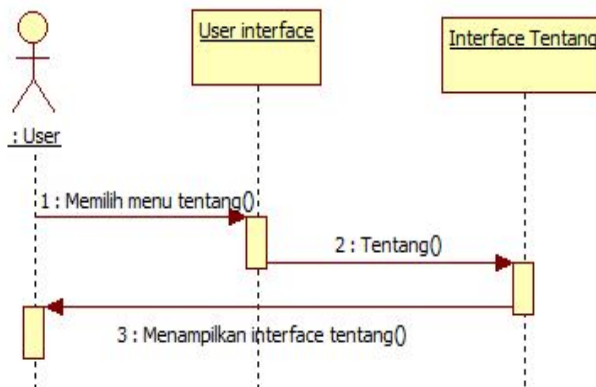 User interface
Interface Tentang
: User
1 : Memilih menu tentang()
2 : Tentang()
3 : Menampilkan interface tentang()